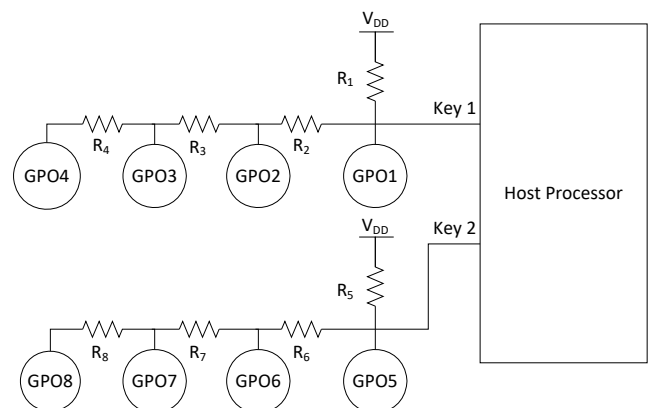 VDD
R1
Key 1
R4
R3
R2
GPO4
GPO3
GPO2
GPO1
Host Processor
VDD
Key 2
R5
R8
R7
R6
GPO8
GPO7
GPO6
GPO5